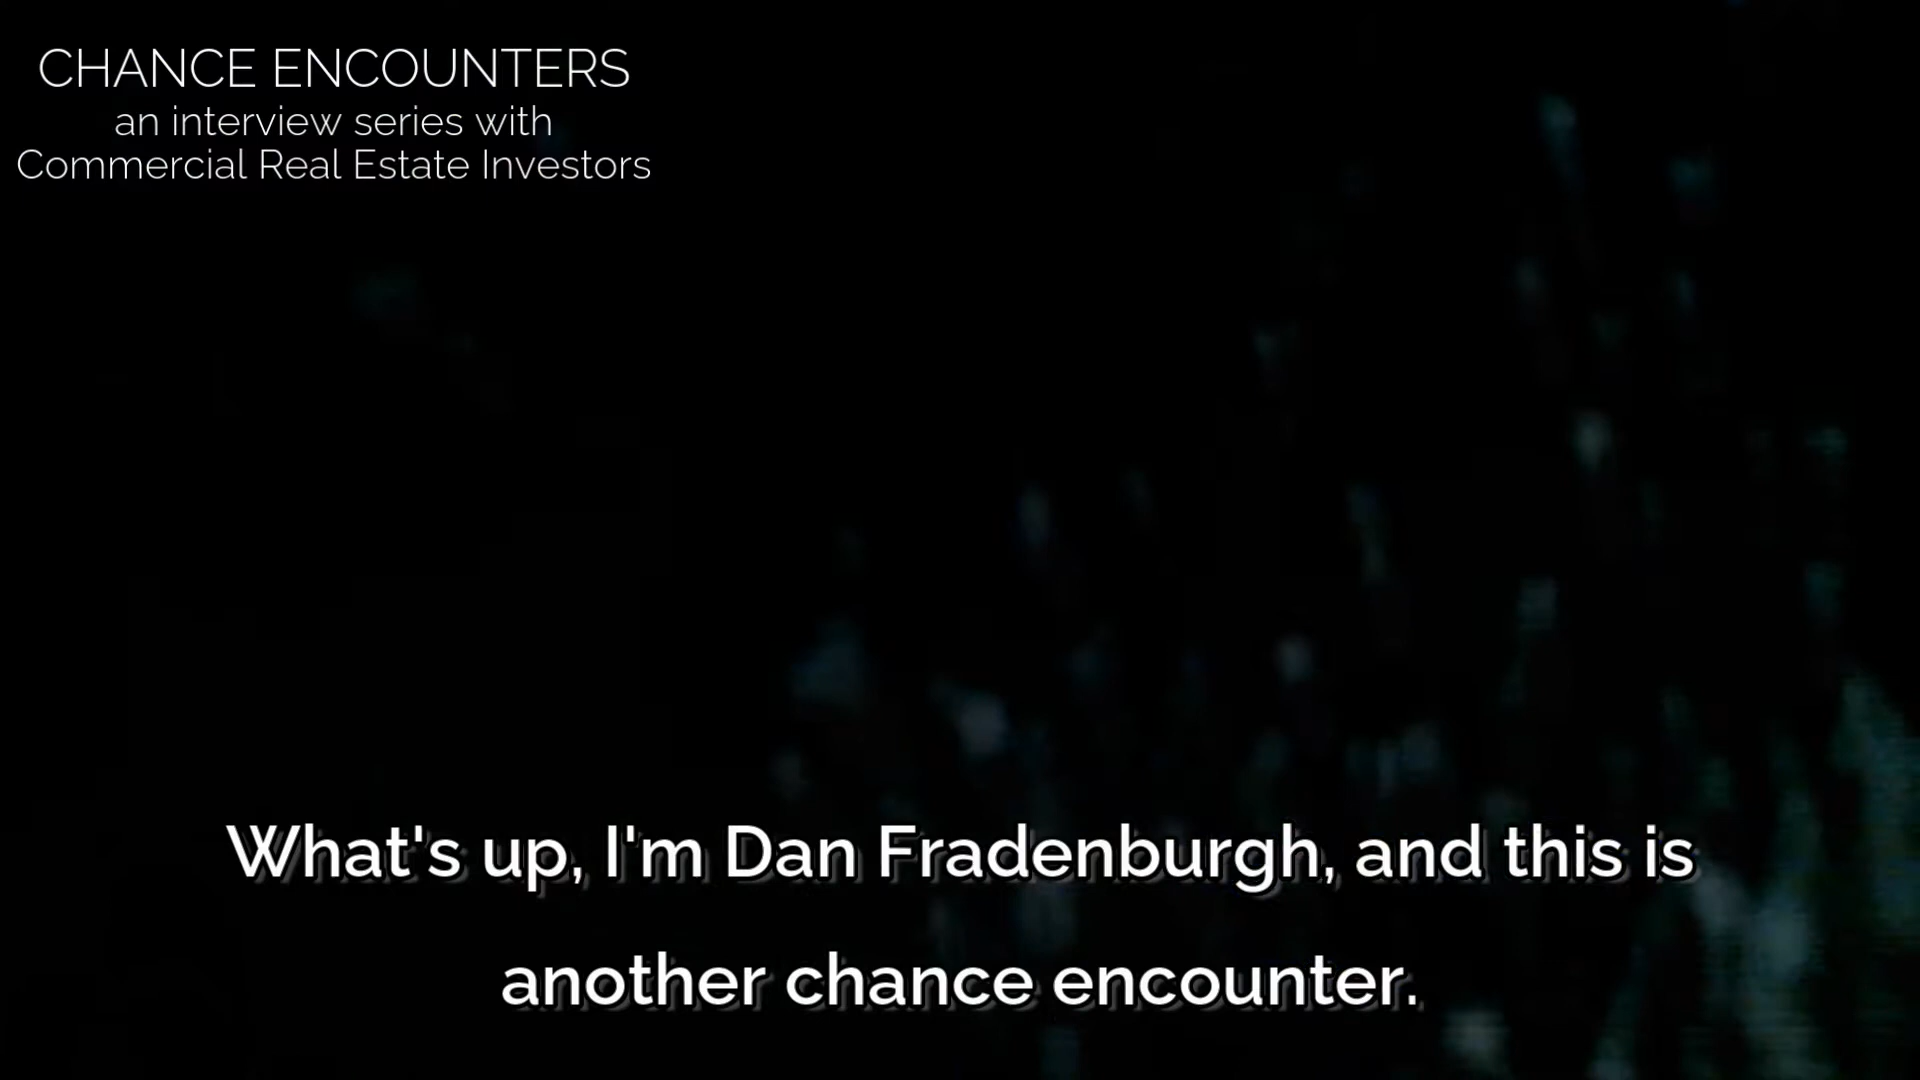 CHANCE ENCOUNTERS
an interview series with
Commercial Real Estate Investors
What's up, I'm Dan Fradenburgh, and this is
another chance encounter.